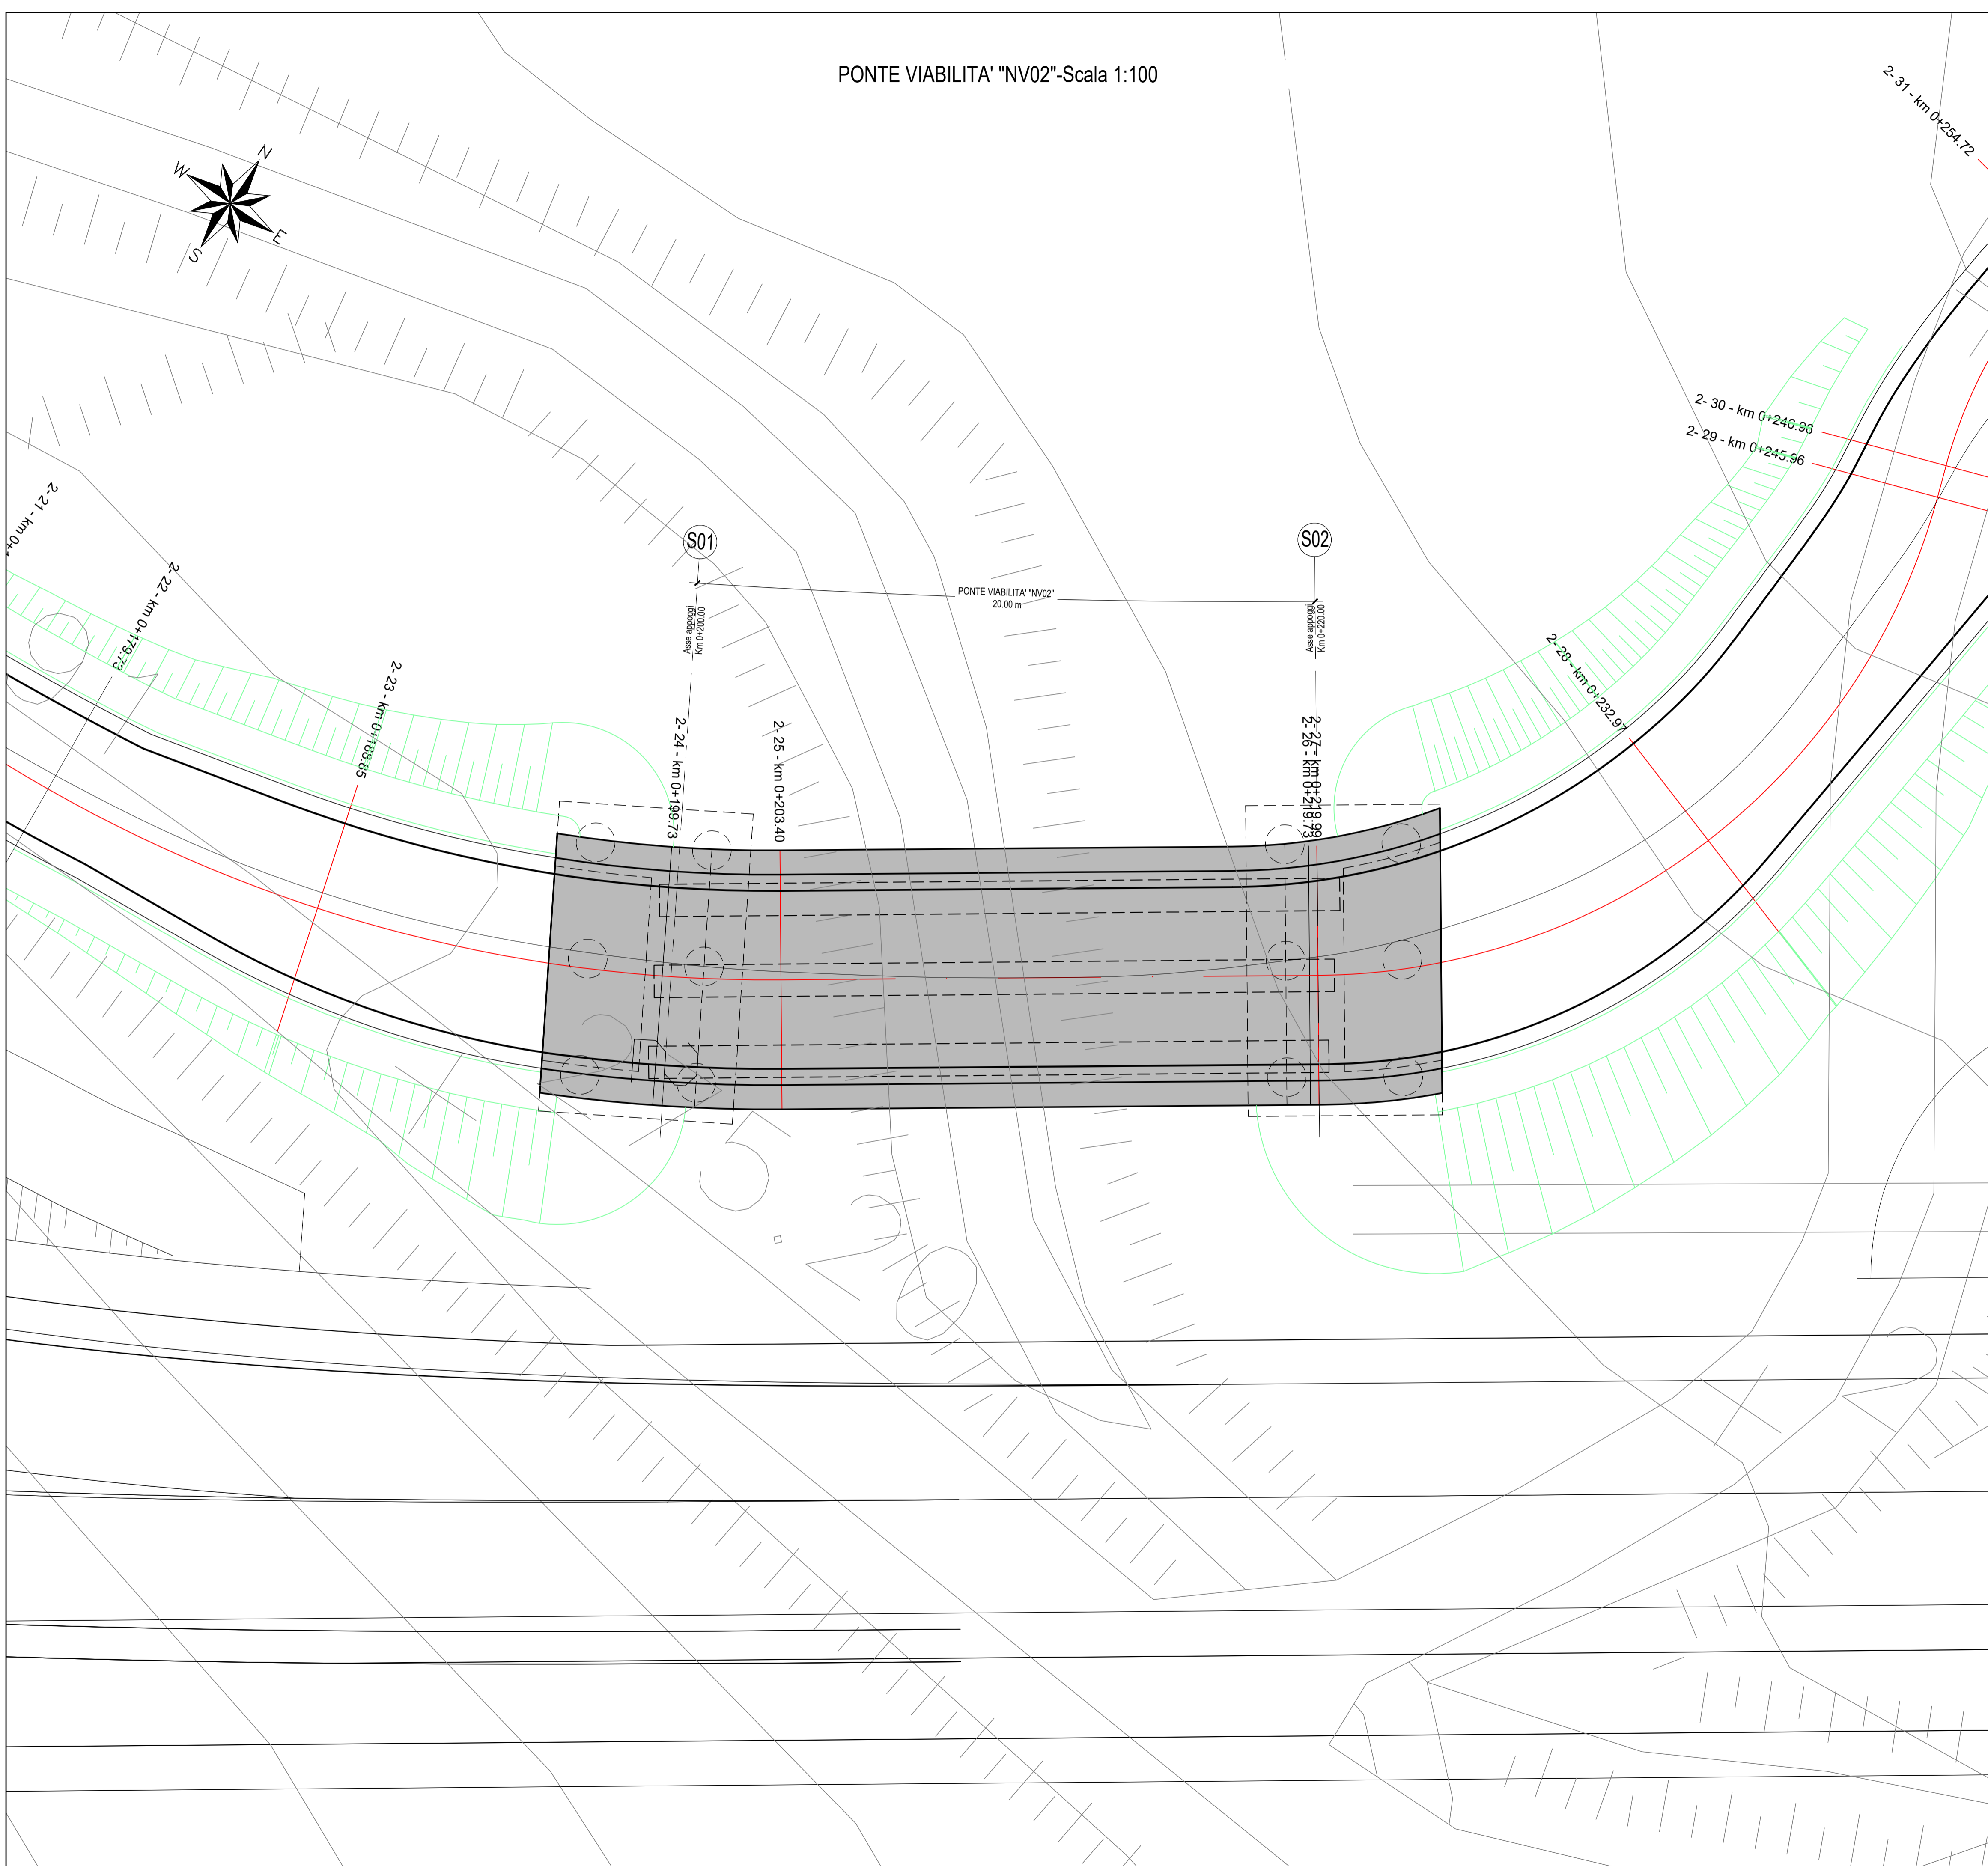 PONTE VIABILITA' "NV02"-Scala 1:100
2- 31 - km 0+254.72
N
W
E
S
2- 30 - km 0+246.96
2- 29 - km 0+245.96
2- 21 - km 0+
2- 22 - km 0+179.73
2- 23 - km 0+188.85
S01
S02
PONTE VIABILITA' "NV02"
20.00 m
Asse appoggi
Km 0+200.00
Asse appoggi
Km 0+220.00
2- 28 - km 0+232.97
2- 24 - km 0+199.73
2- 25 - km 0+203.40
2- 26 - km 0+219.73
2- 27 - km 0+219.99